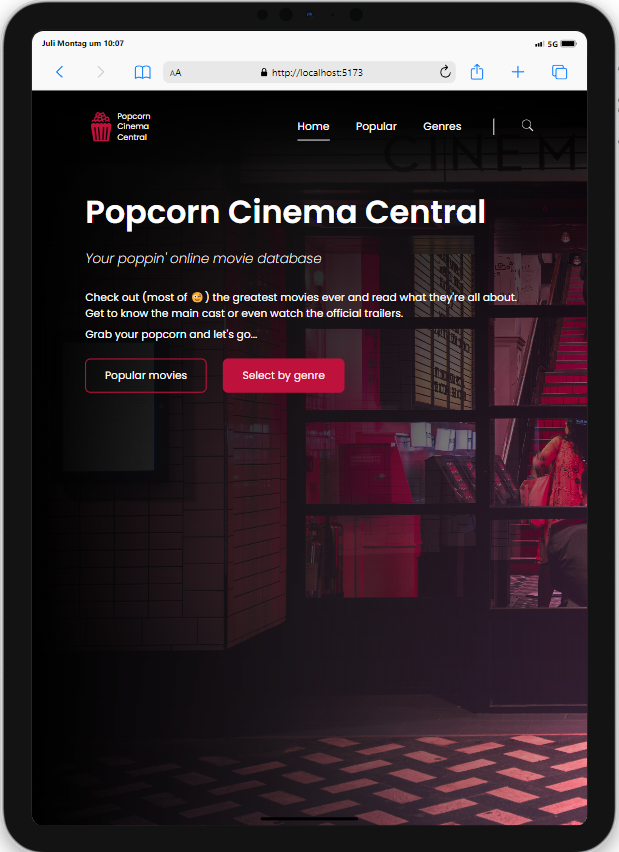 Juli Montag um 10:07
5G
AA
http://localhost:5173
Popcorn
Cinema
Central
Home
Popular
Genres
CINEM
Popcorn Cinema Central
Your poppin' online movie database
Check out (most of 😋) the greatest movies ever and read what they're all about.
Get to know the main cast or even watch the official trailers.
Grab your popcorn and let's go...
Popular movies
Select by genre